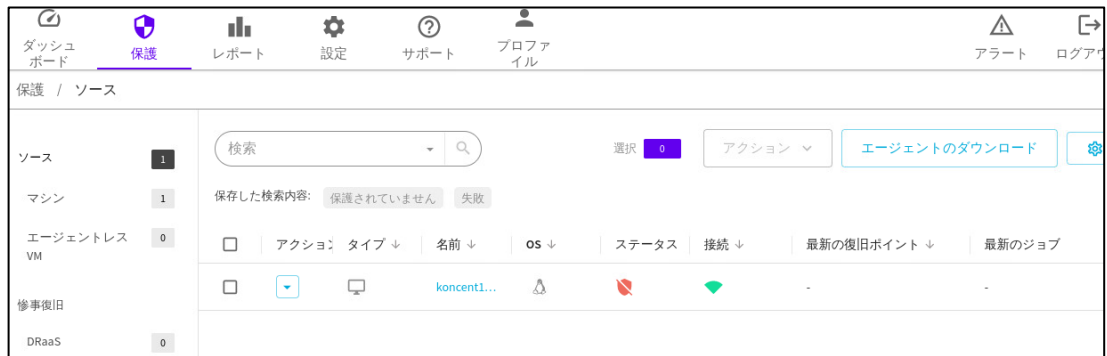 ダッシュ
ボード
保護
レポート
設定
サポート
プロファ
イル
アラート
ログアウ
保護 / ソース
ソース 1
マシン 1
エージェントレス 0
VM
惨事復旧
DRaaS 0
検索
選択 0
アクション
エージェントのダウンロード
保存した検索内容: 保護されていません 失敗
アクション タイプ ↓ 名前 ↓ OS ↓ ステータス 接続 ↓ 最新の復旧ポイント ↓ 最新のジョブ
koncent1... - -